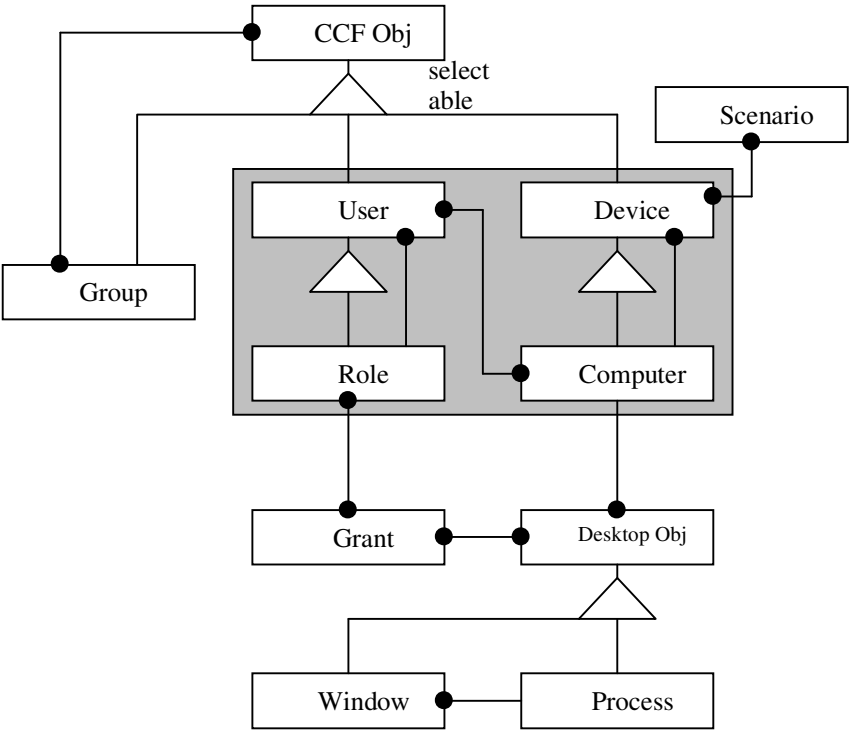 CCF Obj
select
able
Scenario
User
Device
Group
Role
Computer
Grant
Desktop Obj
Window
Process